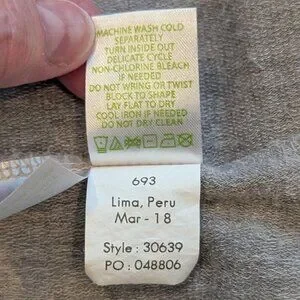 MACHINE WASH COLD
SEPARATELY
TURN INSIDE OUT
DELICATE CYCLE
NON-CHLORINE BLEACH
IF NEEDED
DO NOT WRING OR TWIST
BLOCK TO SHAPE
LAY FLAT TO DRY
COOL IRON IF NEEDED
DO NOT DRY CLEAN
693
Lima, Peru
Mar - 18
Style : 30639
PO : 048806